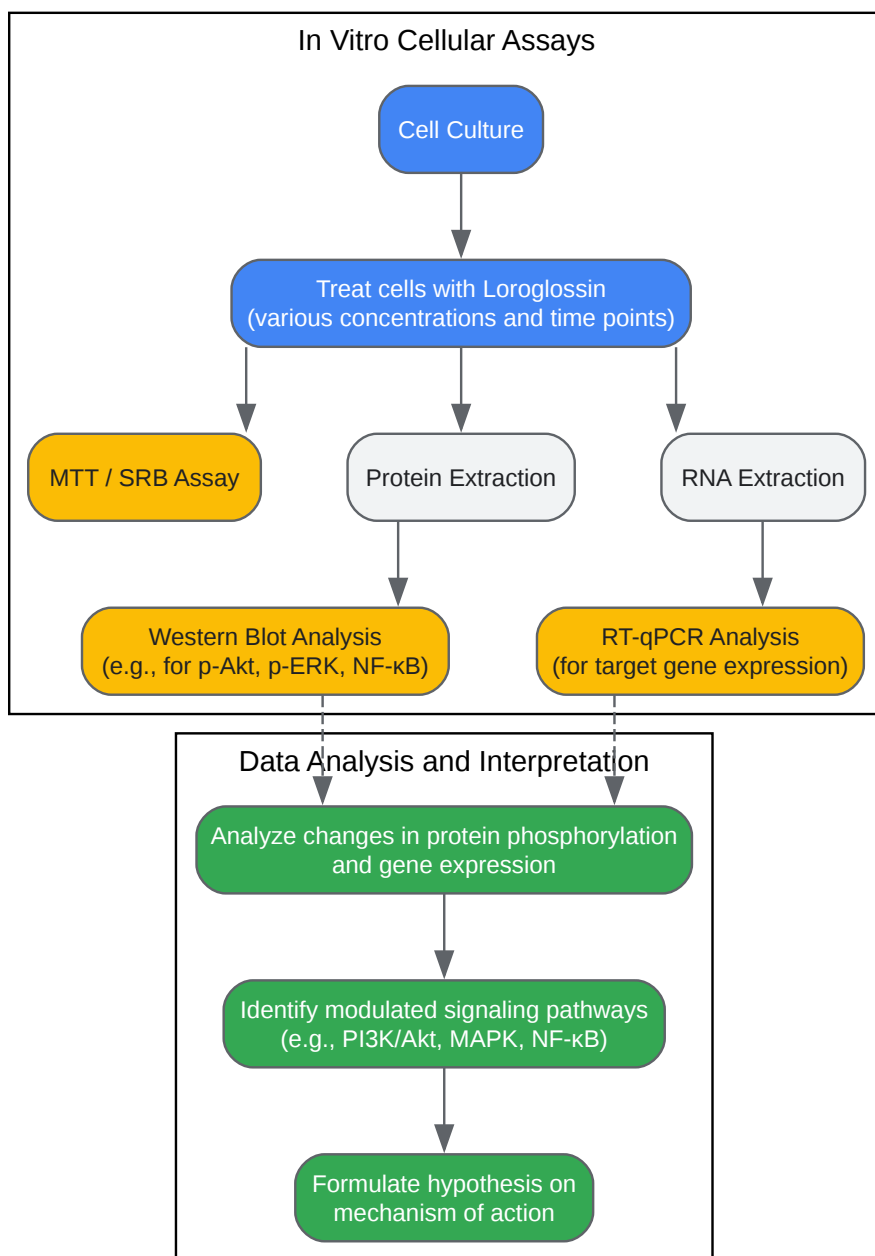 In Vitro Cellular Assays
Cell Culture
Treat cells with Loroglossin
(various concentrations and time points)
MTT / SRB Assay
Protein Extraction
RNA Extraction
Western Blot Analysis
(e.g., for p-Akt, p-ERK, NF-κB)
RT-qPCR Analysis
(for target gene expression)
Data Analysis and Interpretation
Analyze changes in protein phosphorylation
and gene expression
Identify modulated signaling pathways
(e.g., PI3K/Akt, MAPK, NF-κB)
Formulate hypothesis on
mechanism of action